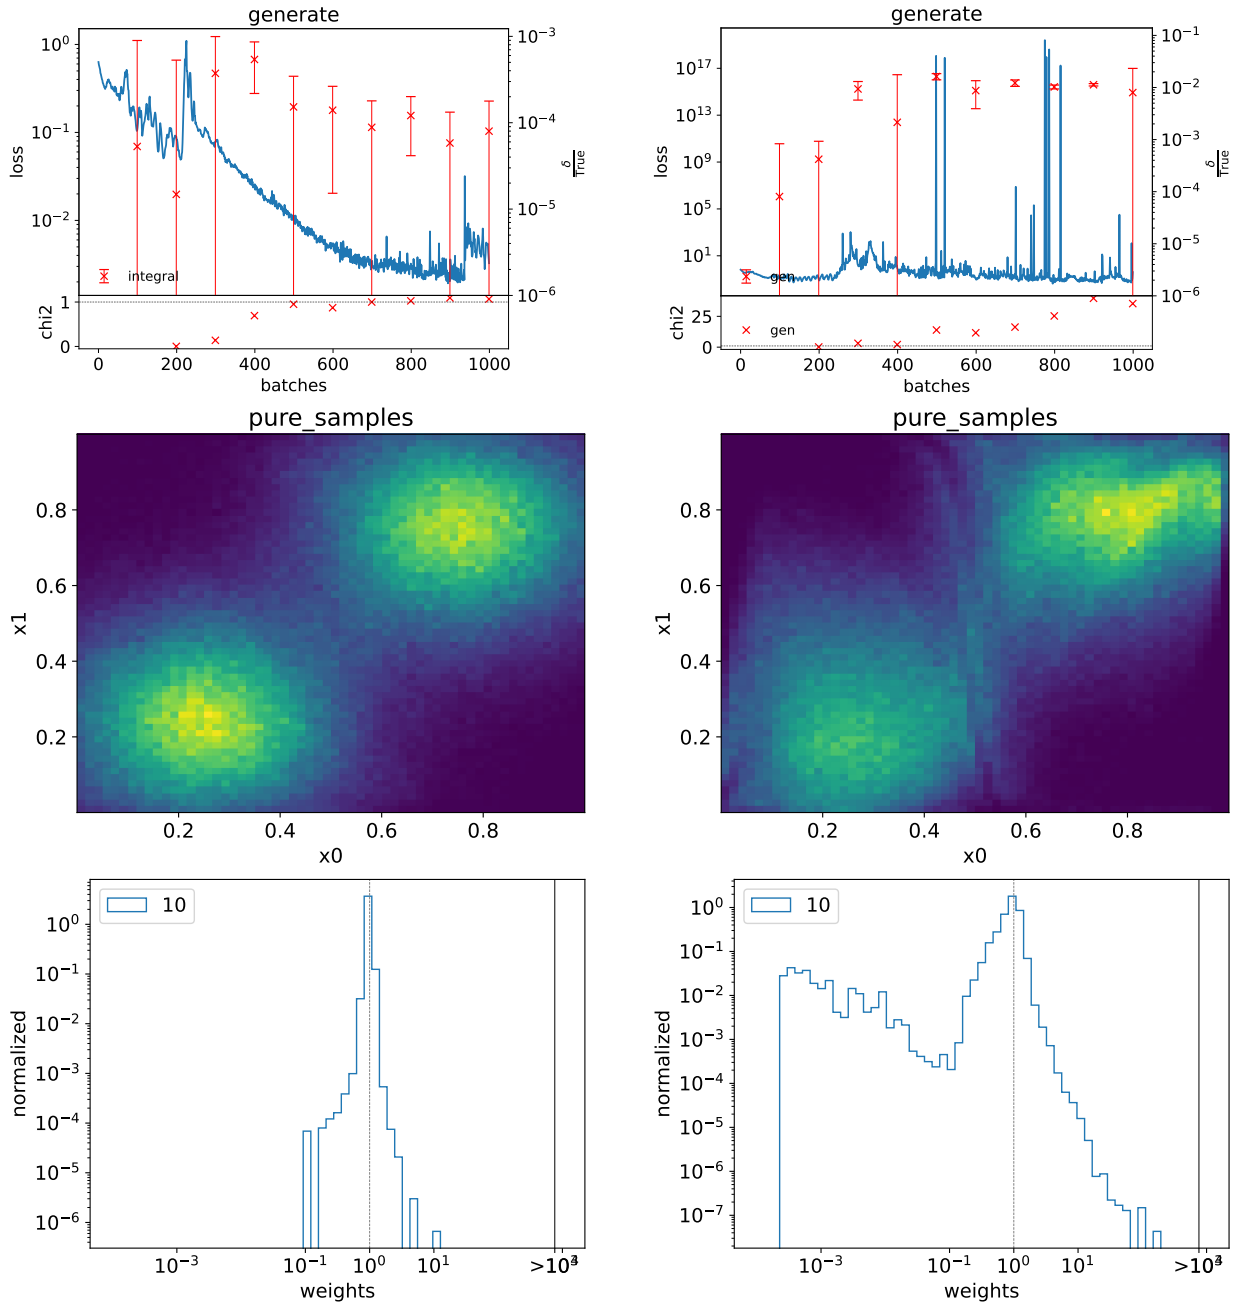 generate
10⁰
10⁻¹
10⁻²
loss
10⁻³
10⁻⁴
10⁻⁵
10⁻⁶
δ
True
integral
1
0
chi2
0 200 400 600 800 1000
batches
generate
10¹⁷
10¹³
10⁹
10⁵
10¹
loss
10⁻¹
10⁻²
10⁻³
10⁻⁴
10⁻⁵
10⁻⁶
δ
True
gen
25
0
chi2
gen
0 200 400 600 800 1000
batches
pure_samples
0.8
0.6
0.4
0.2
x1
0.2 0.4 0.6 0.8
x0
pure_samples
0.8
0.6
0.4
0.2
x1
0.2 0.4 0.6 0.8
x0
10
10⁰
10⁻¹
10⁻²
10⁻³
10⁻⁴
10⁻⁵
10⁻⁶
normalized
10⁻³ 10⁻¹ 10⁰ 10¹
weights
10
10⁰
10⁻¹
10⁻²
10⁻³
10⁻⁴
10⁻⁵
10⁻⁶
10⁻⁷
normalized
10⁻³ 10⁻¹ 10⁰ 10¹
weights